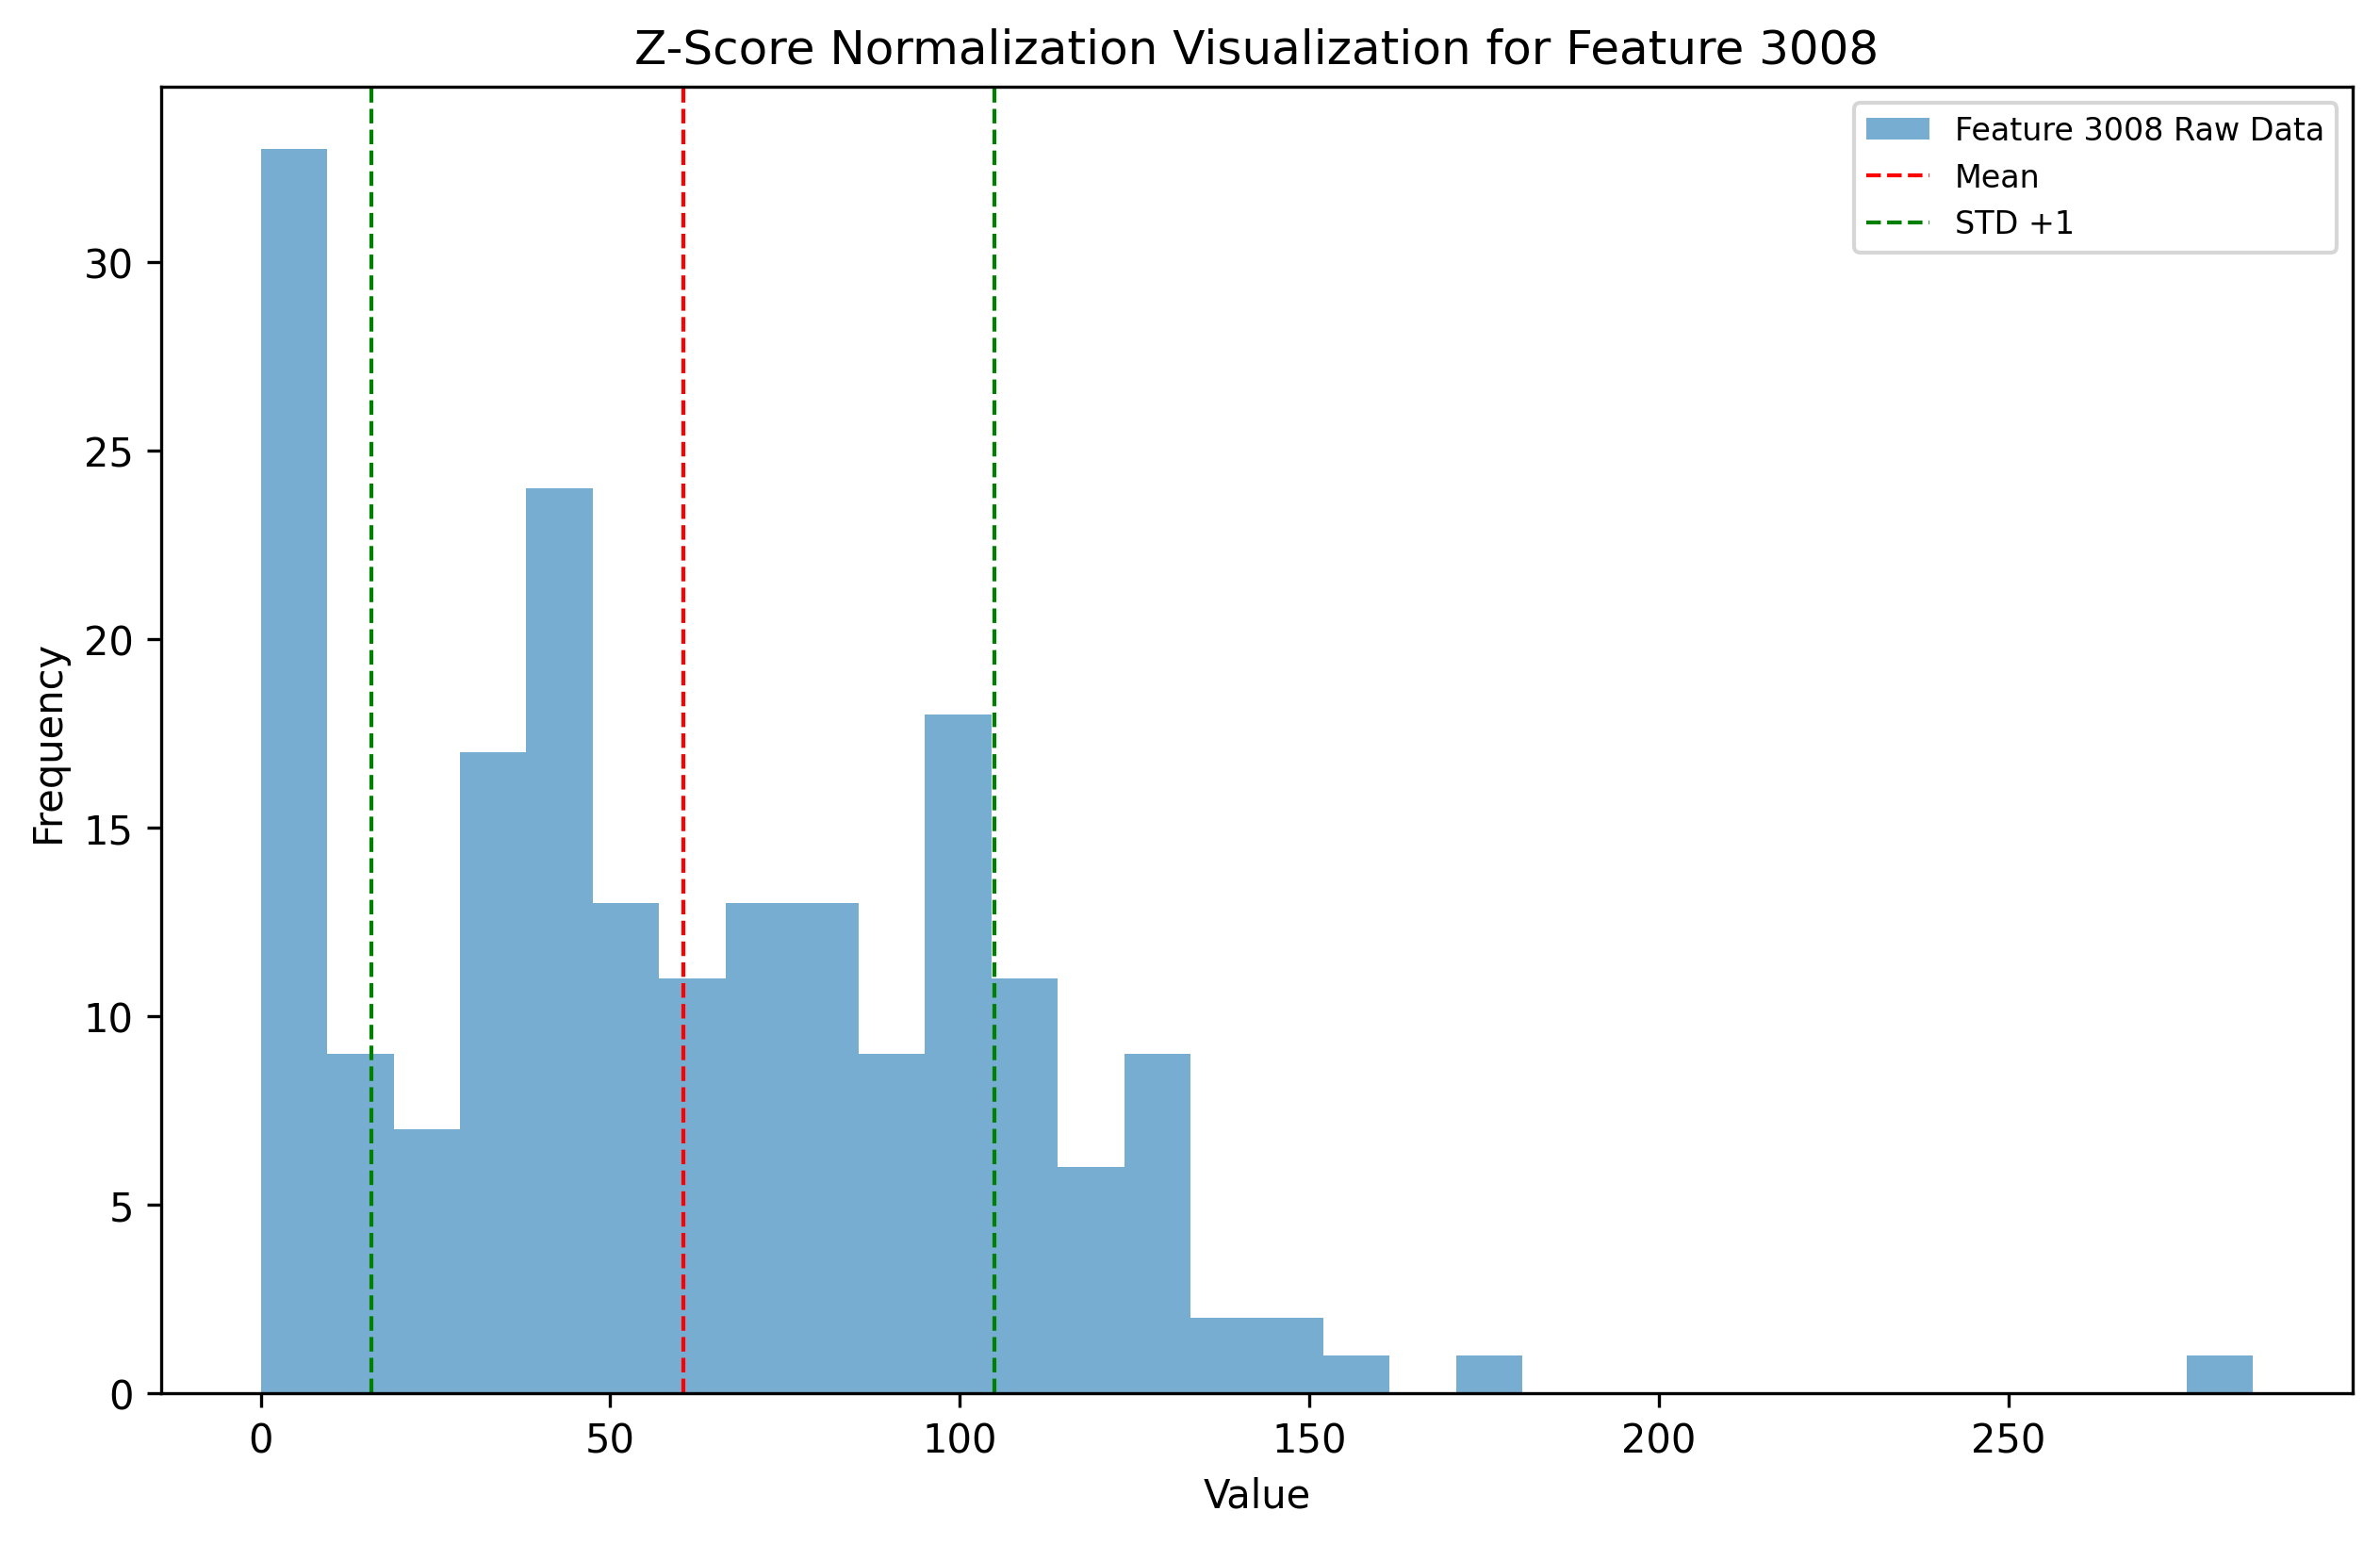 Z-Score Normalization Visualization for Feature 3008
Feature 3008 Raw Data
Mean
STD +1
Frequency
30
25
20
15
10
5
0
0 50 100 150 200 250
Value